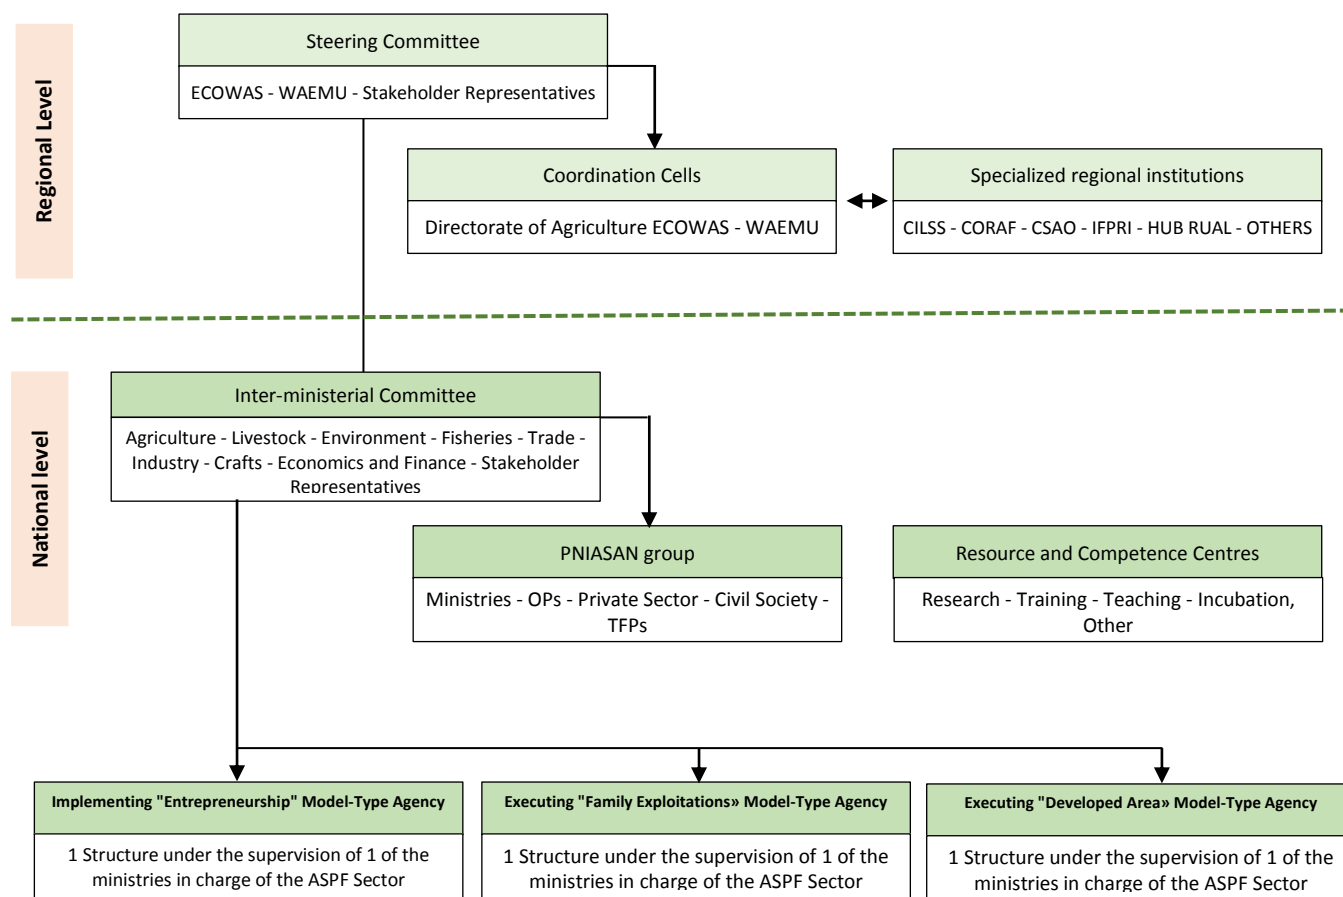 Regional Level
Steering Committee
ECOWAS - WAEMU - Stakeholder Representatives
Coordination Cells
Directorate of Agriculture ECOWAS - WAEMU
Specialized regional institutions
CILSS - CORAF - CSAO - IFPRI - HUB RUAL - OTHERS
National level
Inter-ministerial Committee
Agriculture - Livestock - Environment - Fisheries - Trade -
Industry - Crafts - Economics and Finance - Stakeholder
Representatives
PNIASAN group
Ministries - OPs - Private Sector - Civil Society -
TFPs
Resource and Competence Centres
Research - Training - Teaching - Incubation,
Other
Implementing "Entrepreneurship" Model-Type Agency
1 Structure under the supervision of 1 of the
ministries in charge of the ASPF Sector
Executing "Family Exploitations» Model-Type Agency
1 Structure under the supervision of 1 of the
ministries in charge of the ASPF Sector
Executing "Developed Area» Model-Type Agency
1 Structure under the supervision of 1 of the
ministries in charge of the ASPF Sector